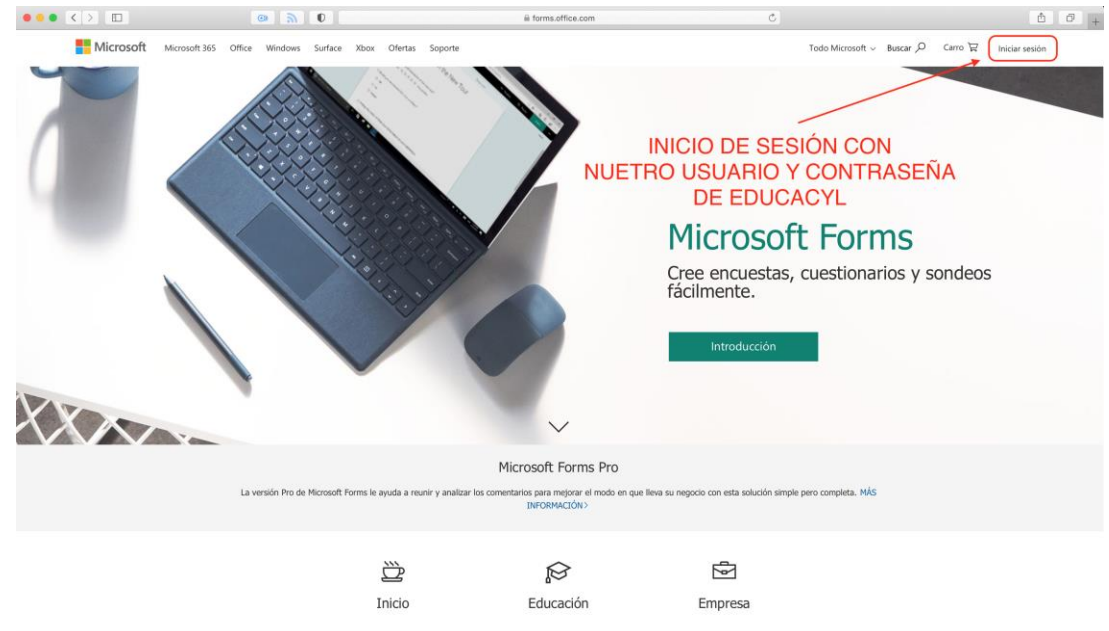 forms.office.com
Microsoft Microsoft 365 Office Windows Surface Xbox Ofertas Soporte Todo Microsoft Buscar Carro Iniciar sesión
INICIO DE SESIÓN CON
NUETRO USUARIO Y CONTRASEÑA
DE EDUCACYL
Microsoft Forms
Cree encuestas, cuestionarios y sondeos
fácilmente.
Introducción
Microsoft Forms Pro
La versión Pro de Microsoft Forms le ayuda a reunir y analizar los comentarios para mejorar el modo en que lleva su negocio con esta solución simple pero completa. MÁS
INFORMACIÓN>
Inicio Educación Empresa